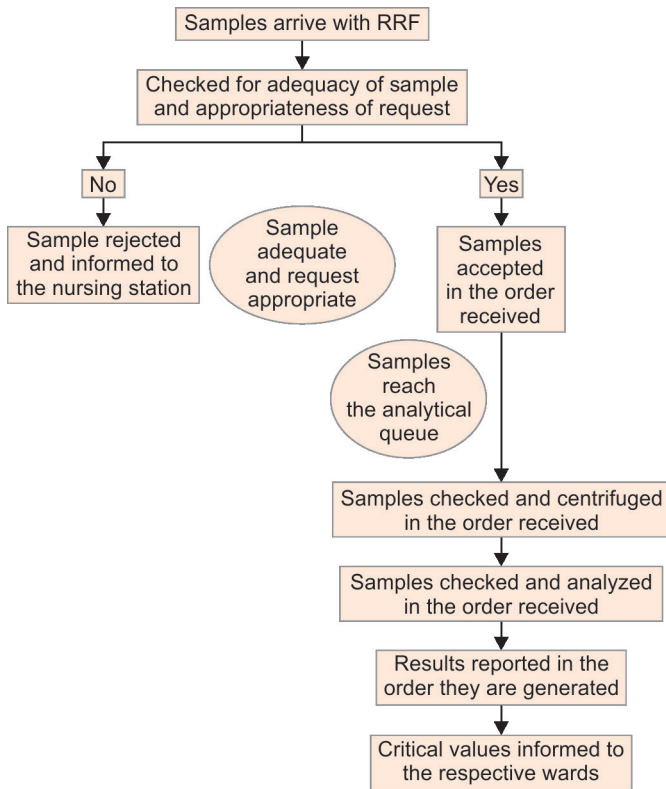 Samples arrive with RRF
Checked for adequacy of sample
and appropriateness of request
No
Yes
Sample rejected
and informed to
the nursing station
Sample
adequate
and request
appropriate
Samples
accepted
in the order
received
Samples
reach
the analytical
queue
Samples checked and centrifuged
in the order received
Samples checked and analyzed
in the order received
Results reported in the
order they are generated
Critical values informed to
the respective wards